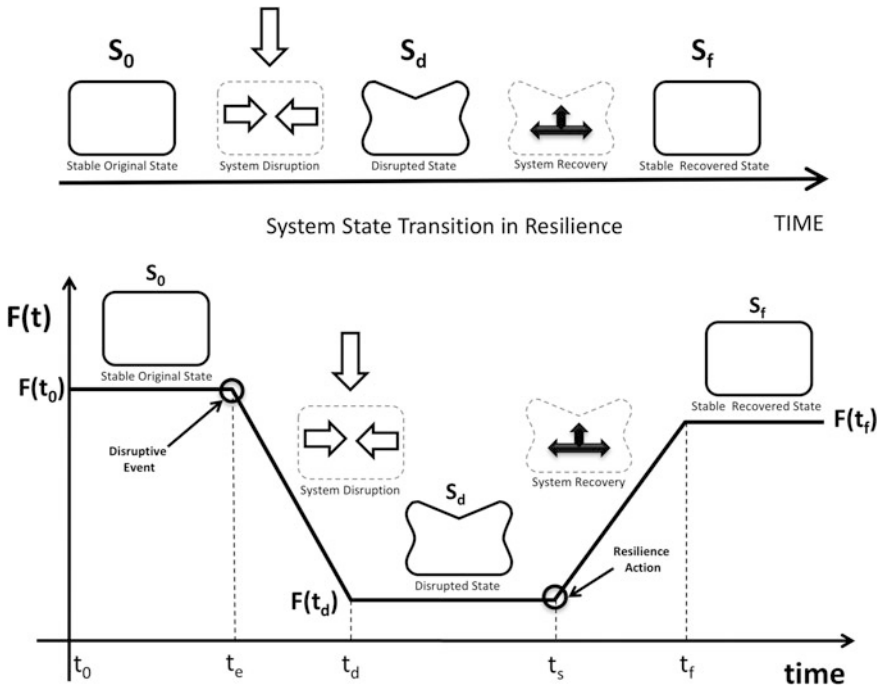 S0
Sd
Sf
Stable Original State
System Disruption
Disrupted State
System Recovery
Stable Recovered State
System State Transition in Resilience
TIME
S0
F(t)
Sf
F(t0)
Stable Original State
Stable Recovered State
F(tf)
Disruptive
Event
System Disruption
System Recovery
Sd
Resilience
Action
Disrupted State
F(td)
t0
te
td
ts
tf
time